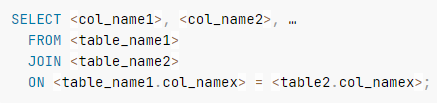 SELECT <col_name1>, <col_name2>, …
FROM <table_name1>
JOIN <table_name2>
ON <table_name1.col_namex> = <table2.col_namex>;